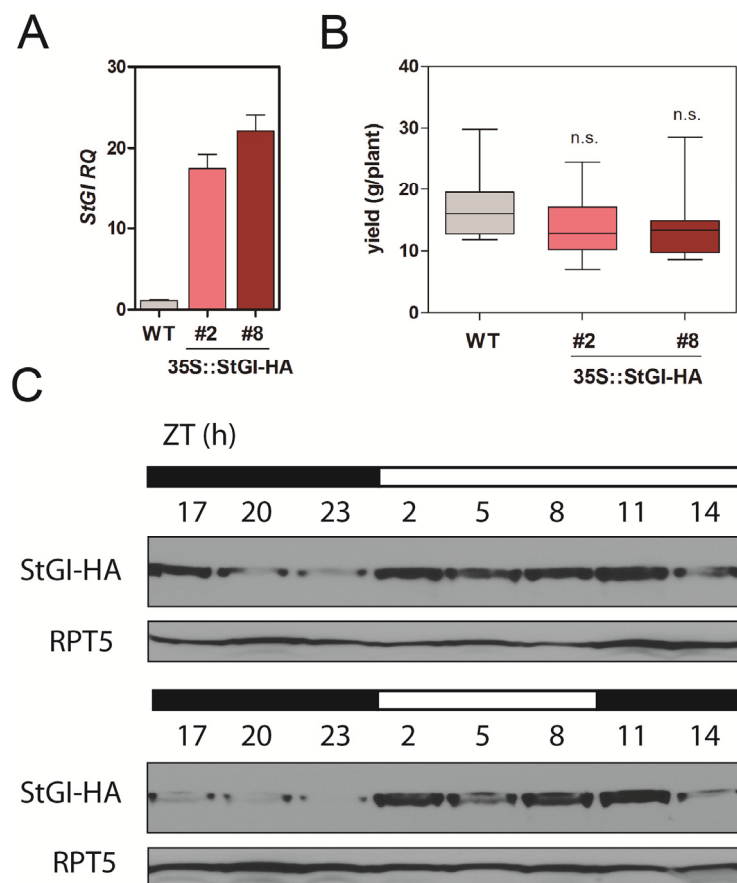 A
StGI RQ
30
20
10
0
WT #2 #8
35S::StGI-HA
B
yield (g/plant)
40
30
20
10
0
n.s.
n.s.
WT #2 #8
35S::StGI-HA
C
ZT (h)
17 20 23 2 5 8 11 14
StGI-HA
RPT5
17 20 23 2 5 8 11 14
StGI-HA
RPT5